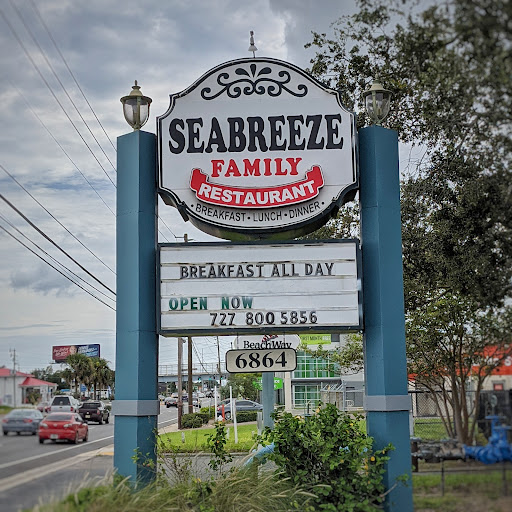 SEABREEZE
FAMILY
RESTAURANT
BREAKFAST · LUNCH · DINNER
BREAKFAST ALL DAY
OPEN NOW
727 800 5856
BeachWay
6864